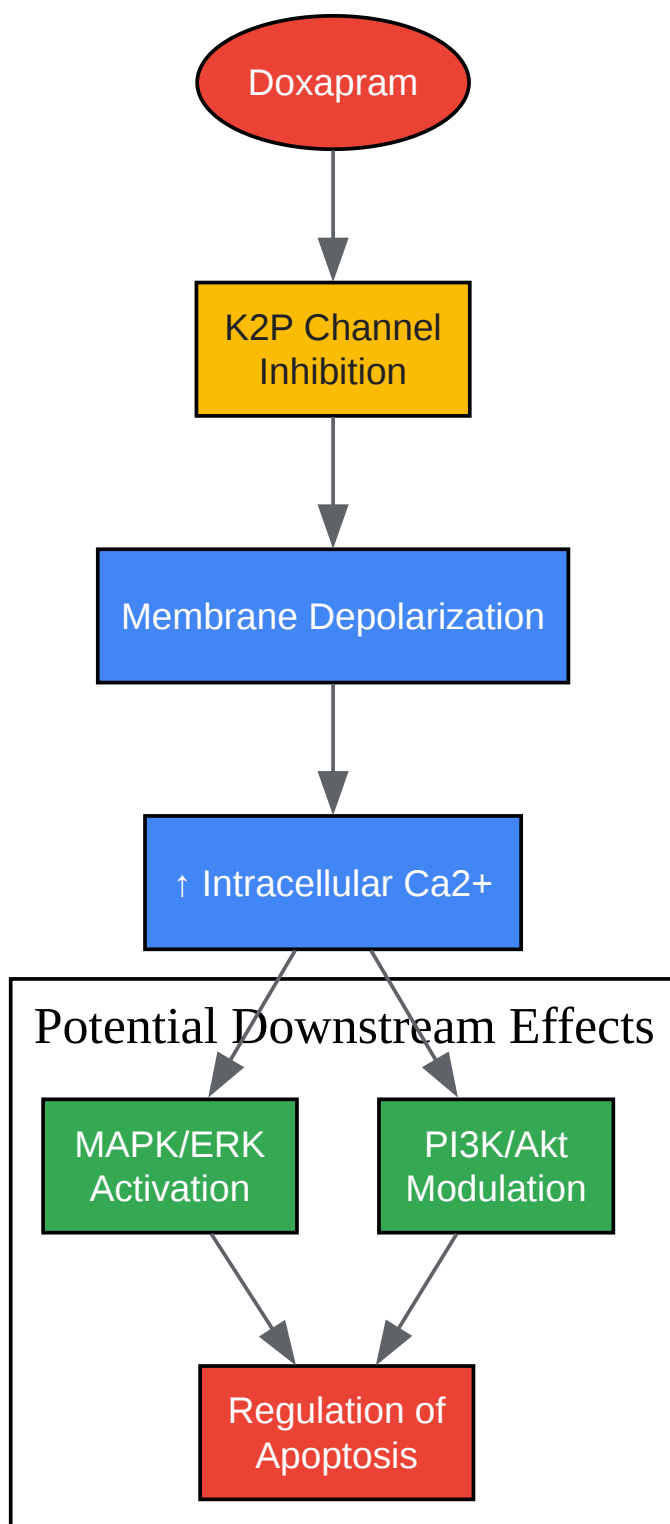 Doxapram
K2P Channel
Inhibition
Membrane Depolarization
↑ Intracellular Ca2+
Potential Downstream Effects
MAPK/ERK
Activation
PI3K/Akt
Modulation
Regulation of
Apoptosis